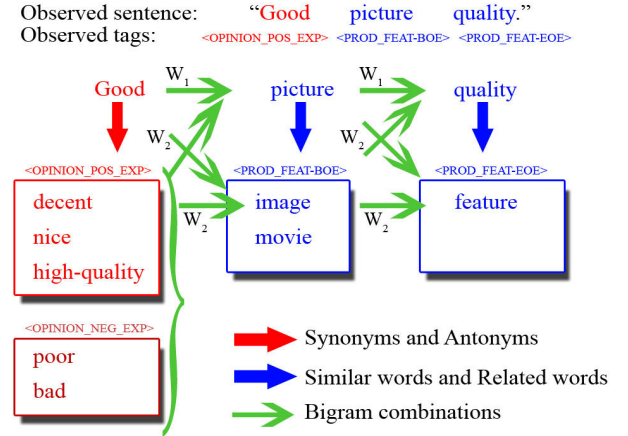 Observed sentence: “Good picture quality.”
Observed tags: <OPINION_POS_EXP> <PROD_FEAT-BOE> <PROD_FEAT-EOE>
Good W1 picture W1 quality
W2 W2
<OPINION_POS_EXP> <PROD_FEAT-BOE> <PROD_FEAT-EOE>
decent W2 image W2 feature
nice movie
high-quality
<OPINION_NEG_EXP>
poor Synonyms and Antonyms
bad Similar words and Related words
Bigram combinations